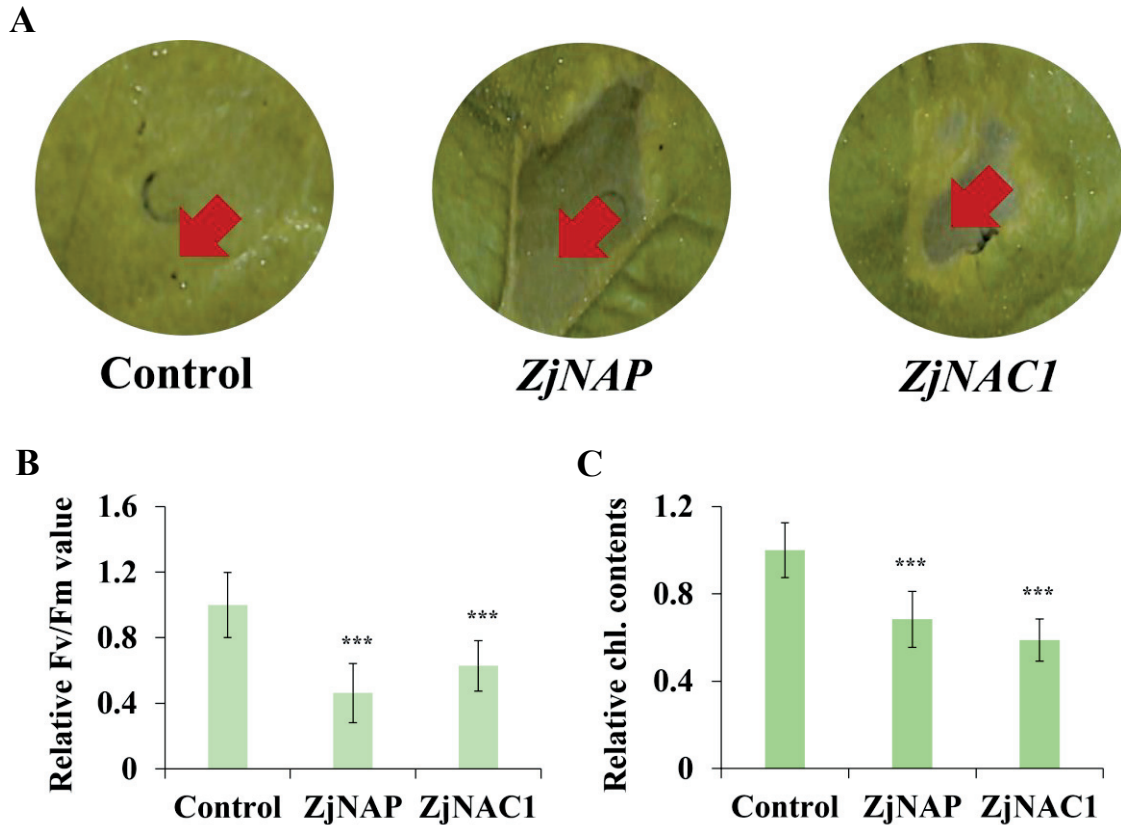 A
Control
ZjNAP
ZjNAC1
B
Relative Fv/Fm value
1.6
1.2
0.8
0.4
0
***
***
Control ZjNAP ZjNAC1
C
Relative chl. contents
1.2
0.8
0.4
0
***
***
Control ZjNAP ZjNAC1